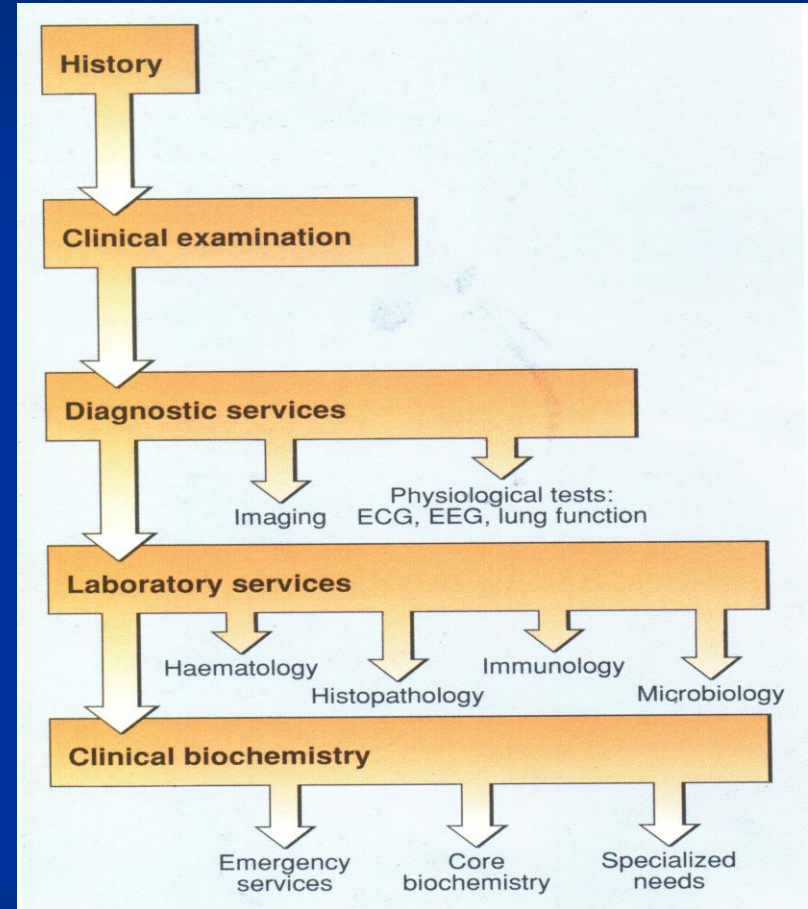 History
Clinical examination
Diagnostic services
Imaging
Physiological tests:
ECG, EEG, lung function
Laboratory services
Haematology
Histopathology
Immunology
Microbiology
Clinical biochemistry
Emergency
services
Core
biochemistry
Specialized
needs